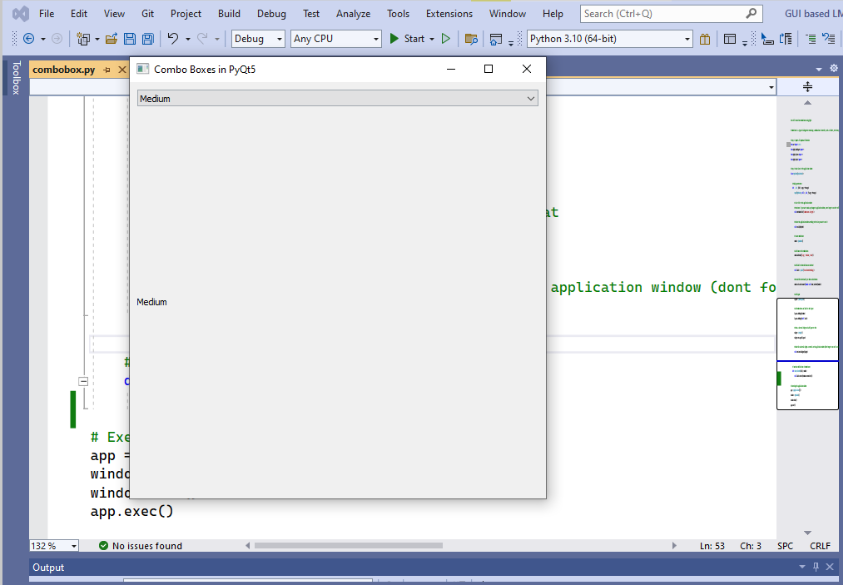 File Edit View Git Project Build Debug Test Analyze Tools Extensions Window Help Search (Ctrl+Q) GUI based LM
Debug Any CPU Start Python 3.10 (64-bit)
Toolbox
combobox.py
Combo Boxes in PyQt5
Medium
at
application window (dont fo
Medium
#
# Exe
app =
windo
windo
app.exec()
132 % No issues found Ln: 53 Ch: 3 SPC CRLF
Output